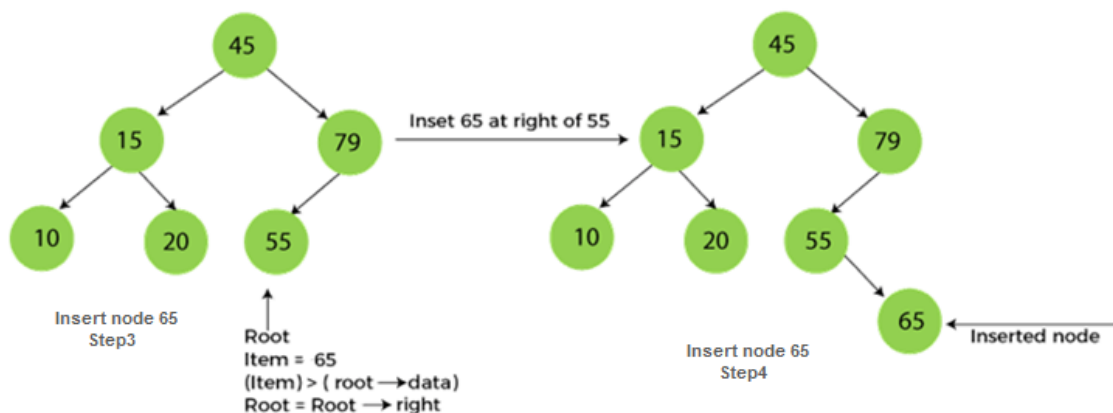 45
15
79
10
20
55
Insert node 65
Step3
Root
Item = 65
(Item) > ( root ⟶ data)
Root = Root ⟶ right
Inset 65 at right of 55
45
15
79
10
20
55
65
Inserted node
Insert node 65
Step4